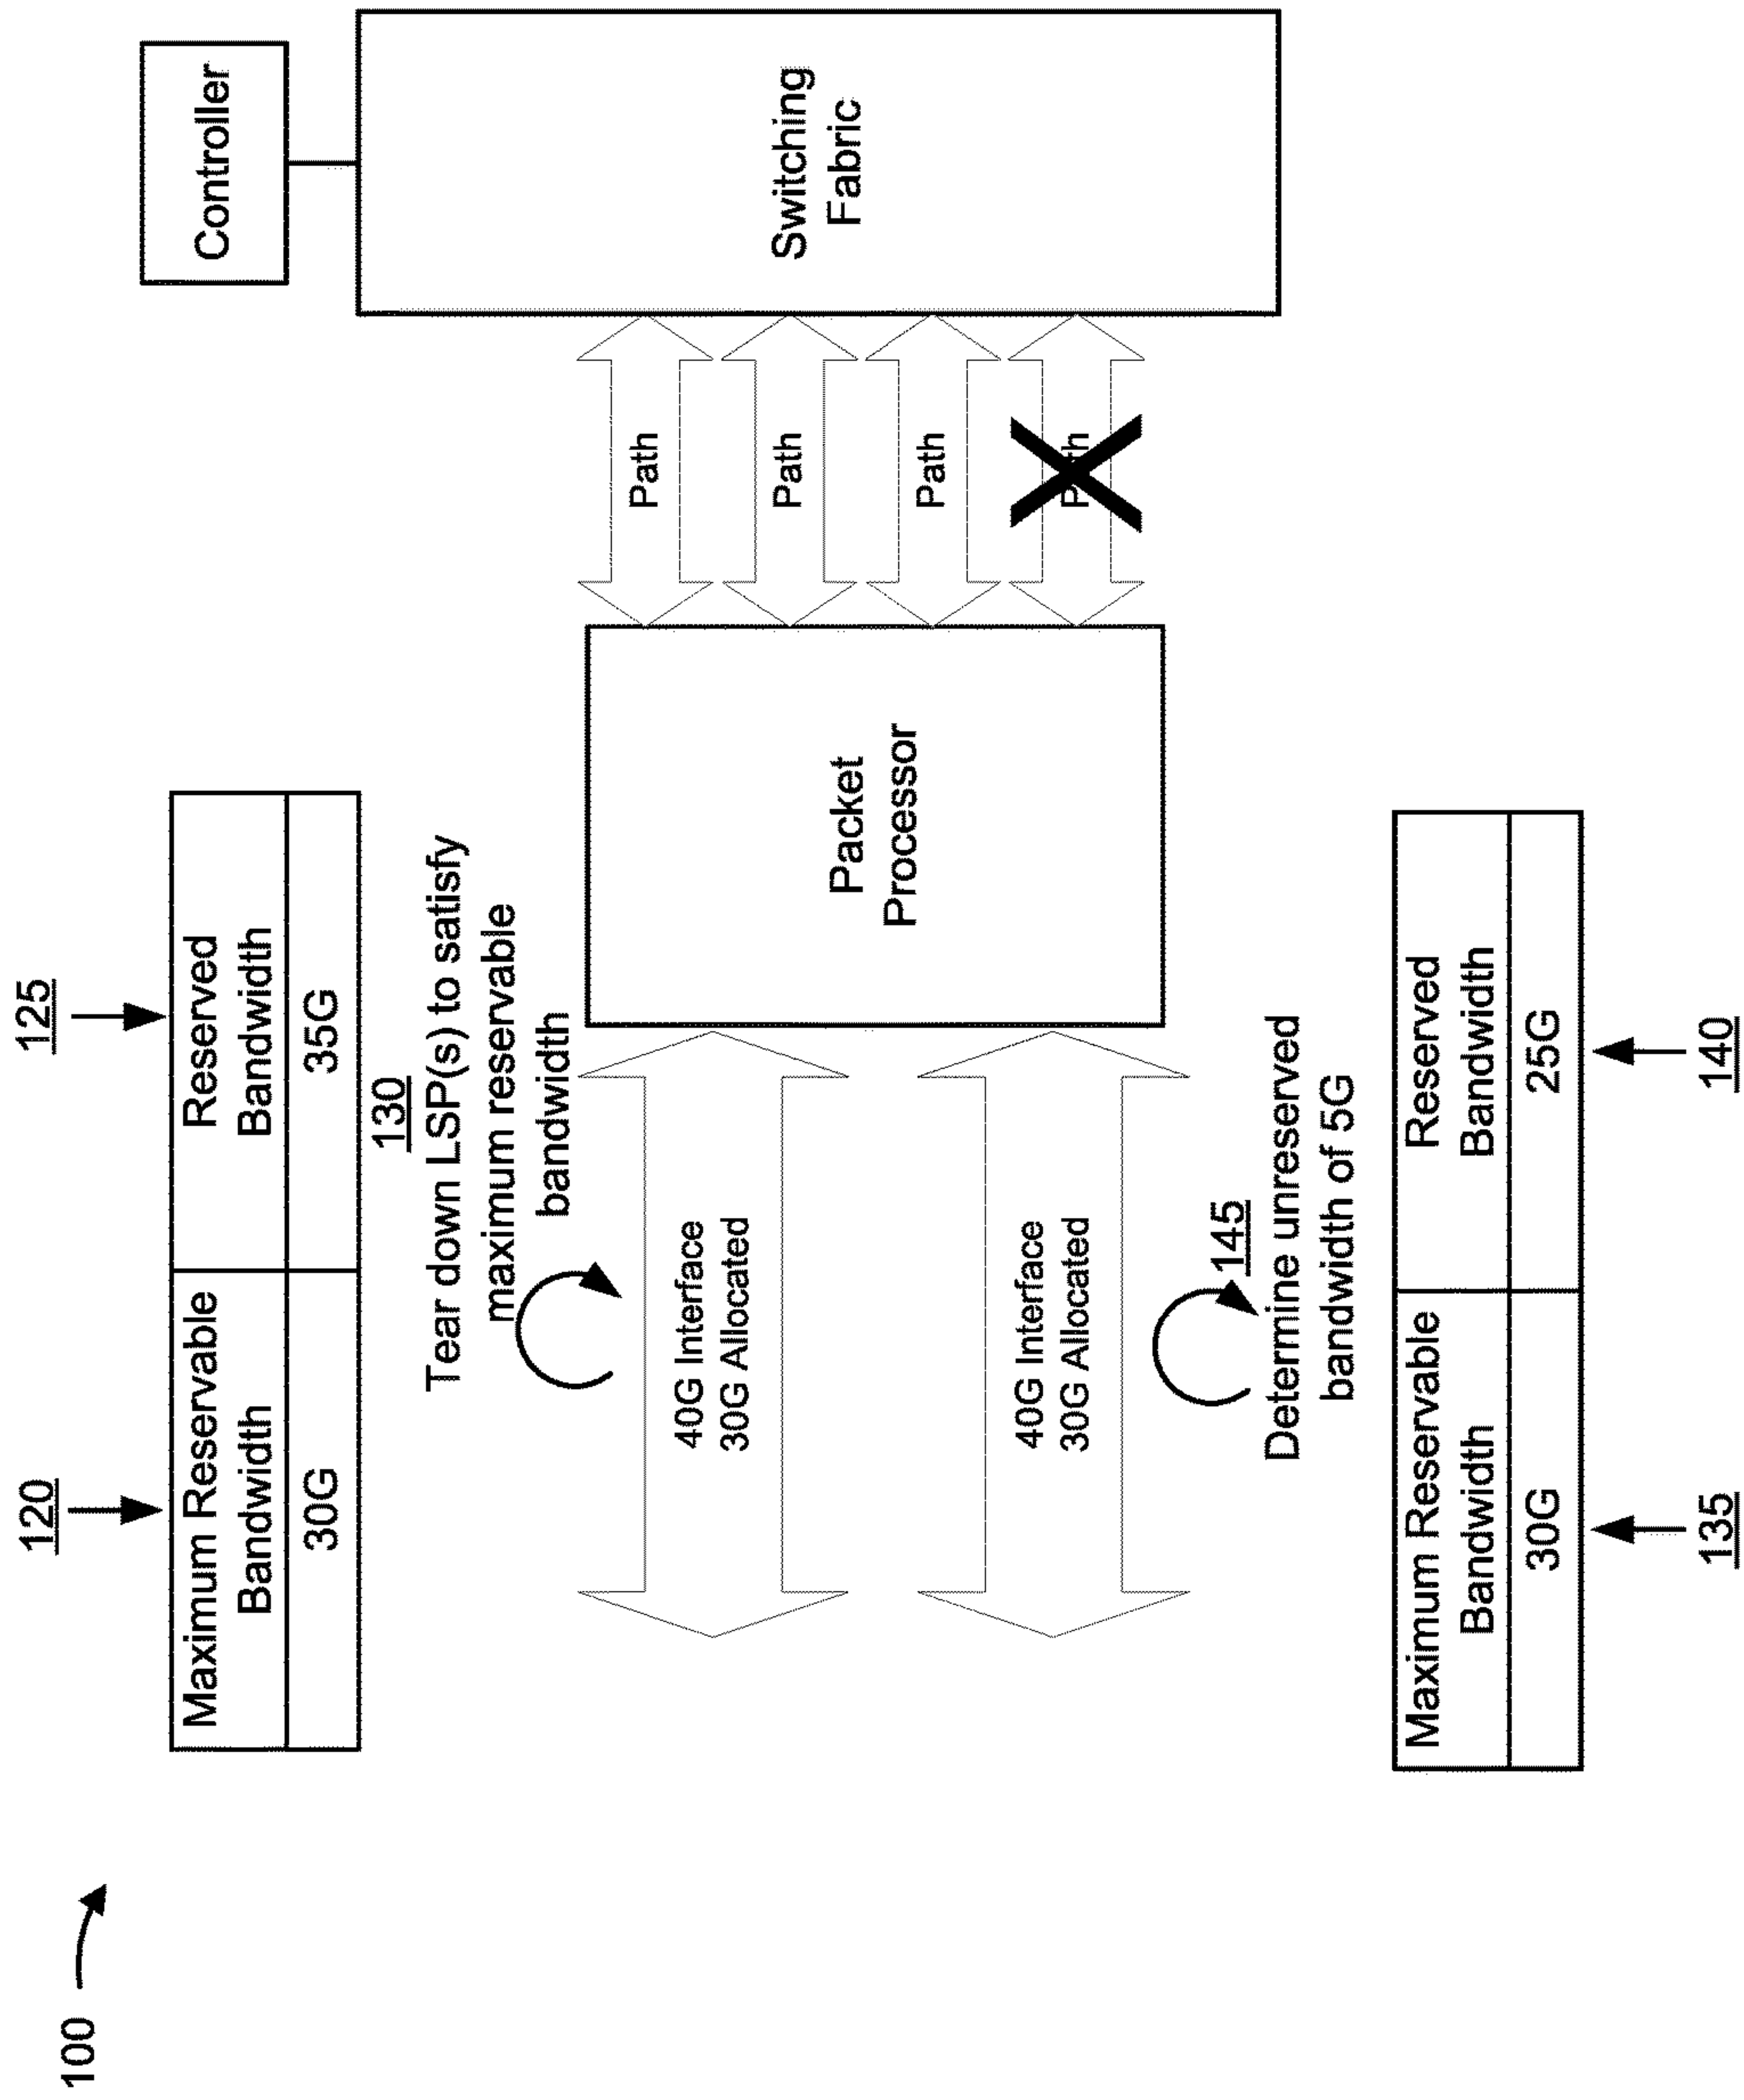 100
120
125
Maximum Reservable
Bandwidth
Reserved
Bandwidth
30G
35G
130
Tear down LSP(s) to satisfy
maximum reservable
bandwidth
40G Interface
30G Allocated
40G Interface
30G Allocated
145
Determine unreserved
bandwidth of 5G
Maximum Reservable
Bandwidth
Reserved
Bandwidth
30G
25G
135
140
Packet
Processor
Path
Path
Path
Path
Controller
Switching
Fabric